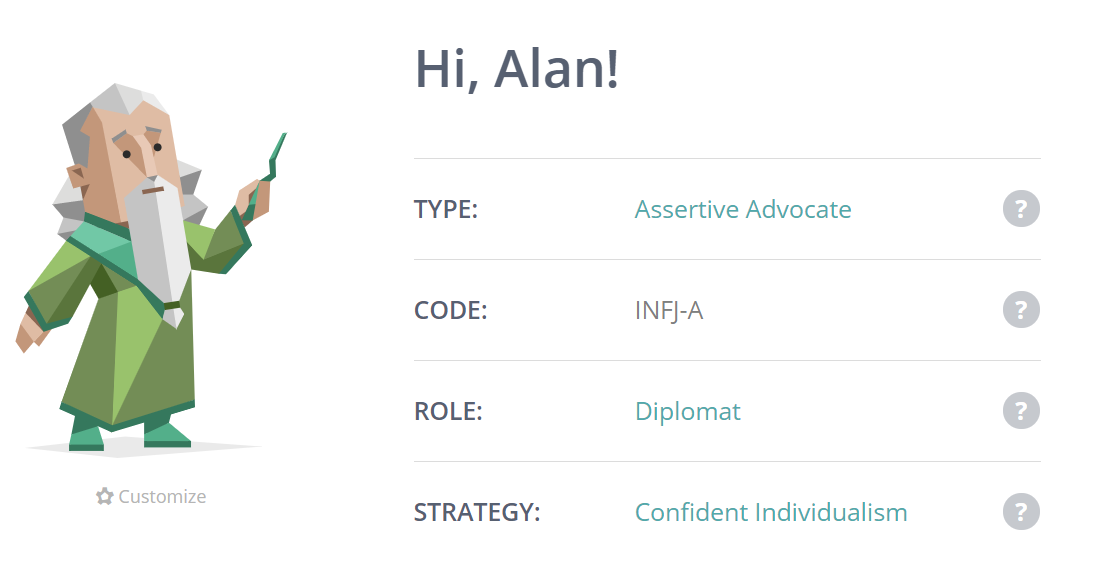 Hi, Alan!
TYPE: Assertive Advocate ?
CODE: INFJ-A ?
ROLE: Diplomat ?
STRATEGY: Confident Individualism ?
Customize